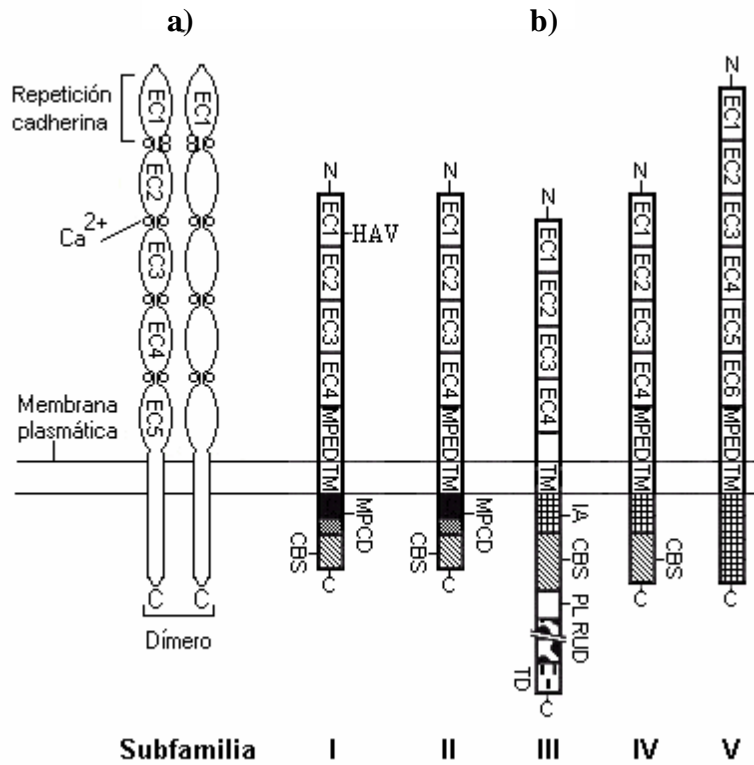 a)
b)
Repetición
cadherina
EC1
EC2
EC3
EC4
EC5
EC1
Ca2+
Membrana
plasmática
C
C
Dímero
N
EC1
HAV
EC2
EC3
EC4
MPED
TM
MPCD
CBS
C
N
EC1
EC2
EC3
EC4
MPED
TM
MPCD
CBS
C
N
EC1
EC2
EC3
EC4
TM
IA
CBS
PL
RUD
TD
C
N
EC1
EC2
EC3
EC4
MPED
TM
CBS
C
N
EC1
EC2
EC3
EC4
EC5
EC6
MPED
TM
C
Subfamilia I II III IV V